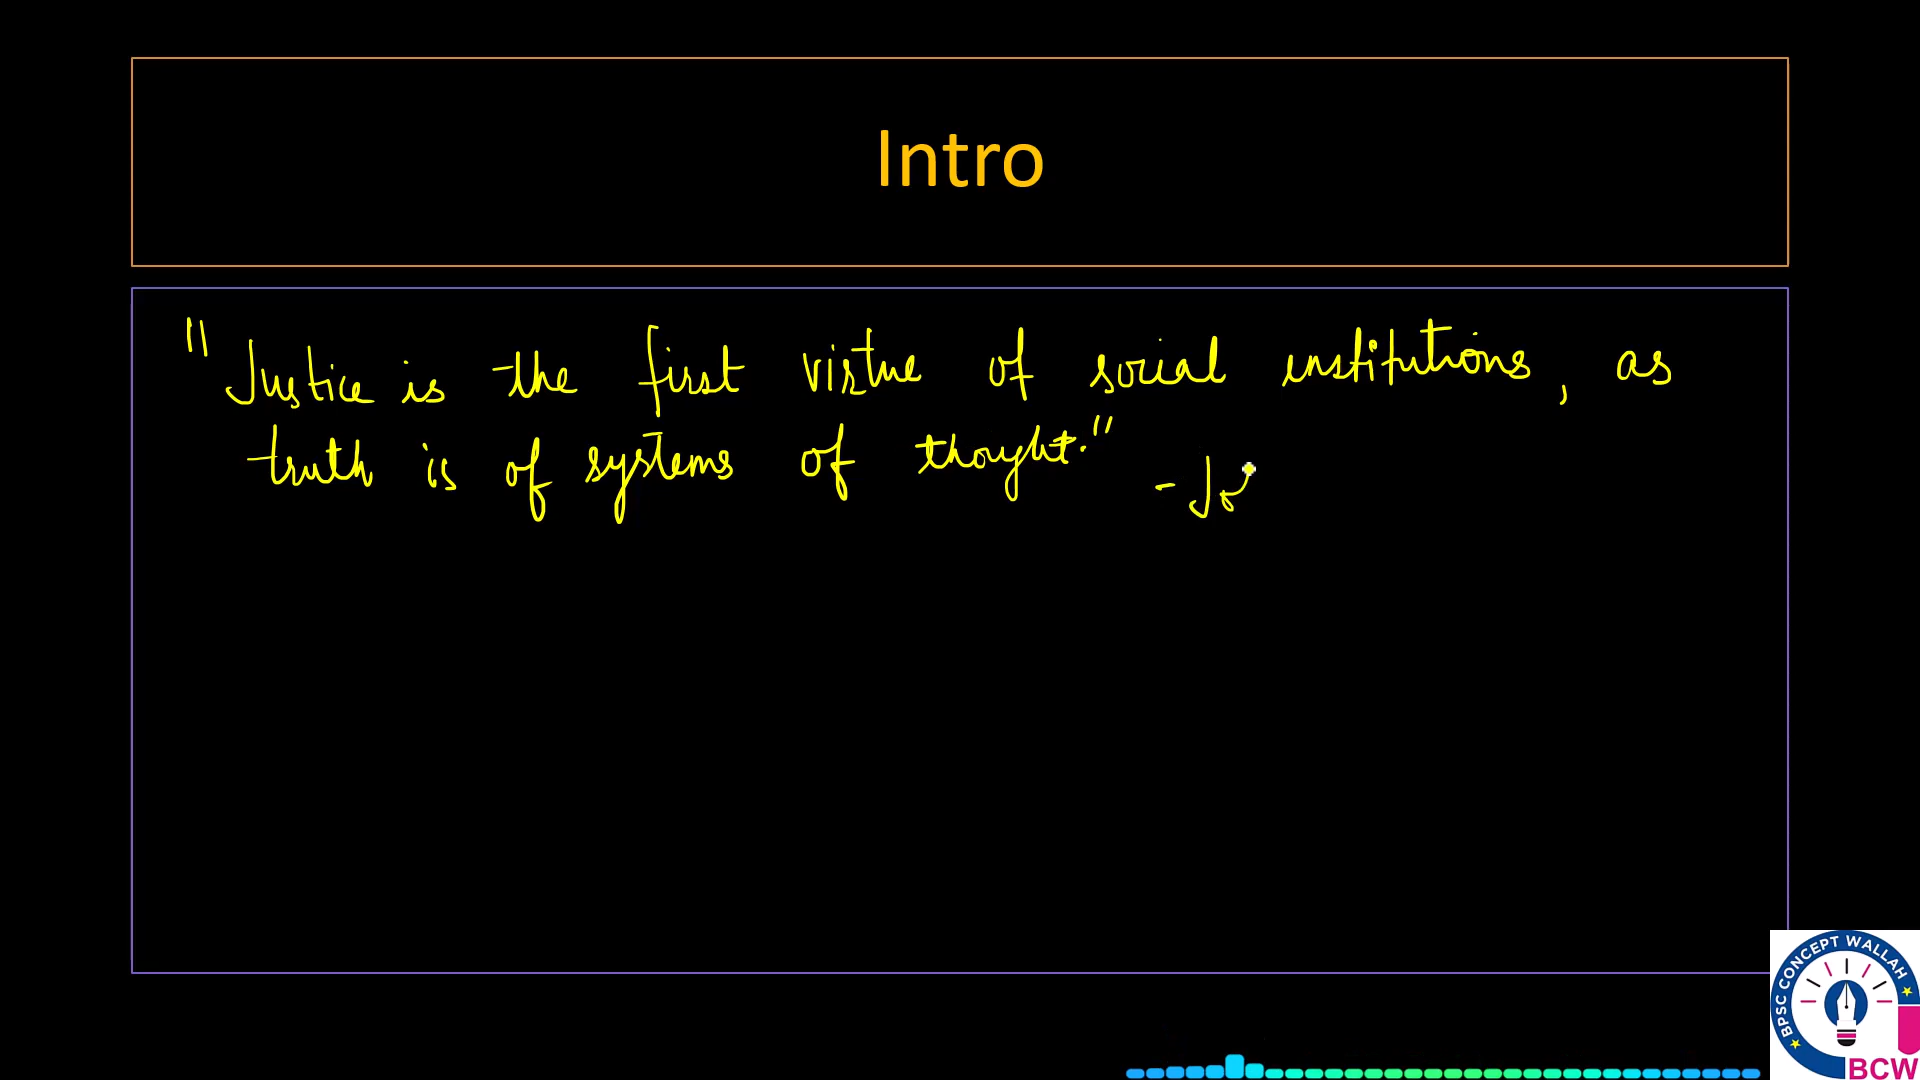 Intro
"Justice is the first virtue of social institutions, as
truth is of systems of thought."
- Jo
BPSC CONCEPT WALLAH
BCW